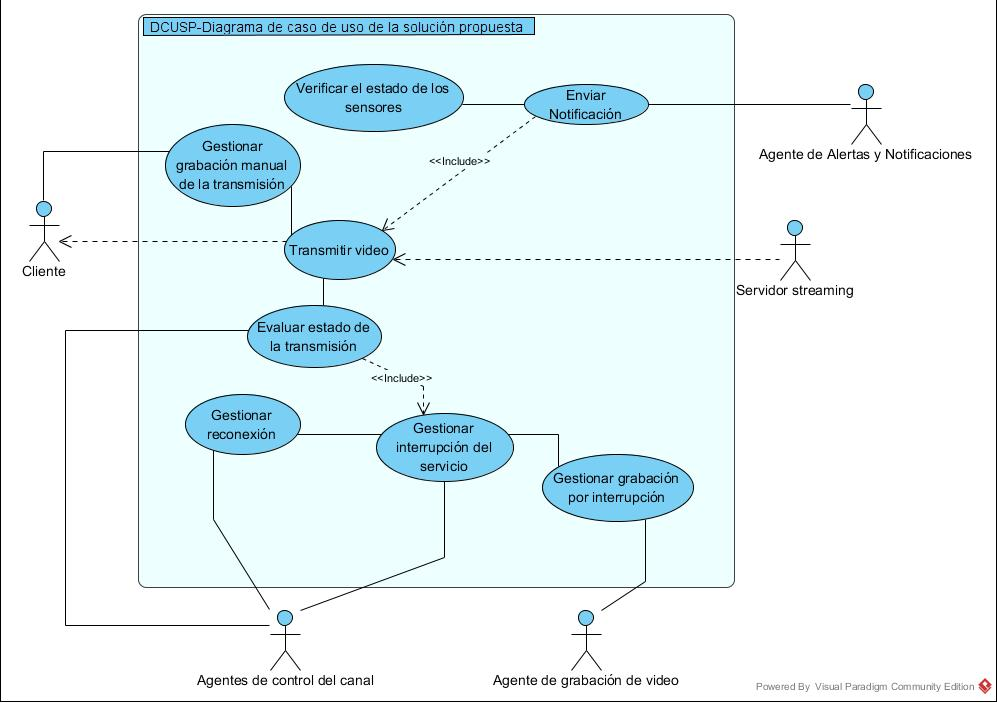 DCUSP-Diagrama de caso de uso de la solución propuesta
Verificar el estado de los
sensores
Enviar
Notificación
Agente de Alertas y Notificaciones
Gestionar
grabación manual
de la transmisión
<<Include>>
Cliente
Transmitir video
Servidor streaming
Evaluar estado de
la transmisión
<<Include>>
Gestionar
reconexión
Gestionar
interrupción del
servicio
Gestionar grabación
por interrupción
Agentes de control del canal
Agente de grabación de video
Powered By Visual Paradigm Community Edition